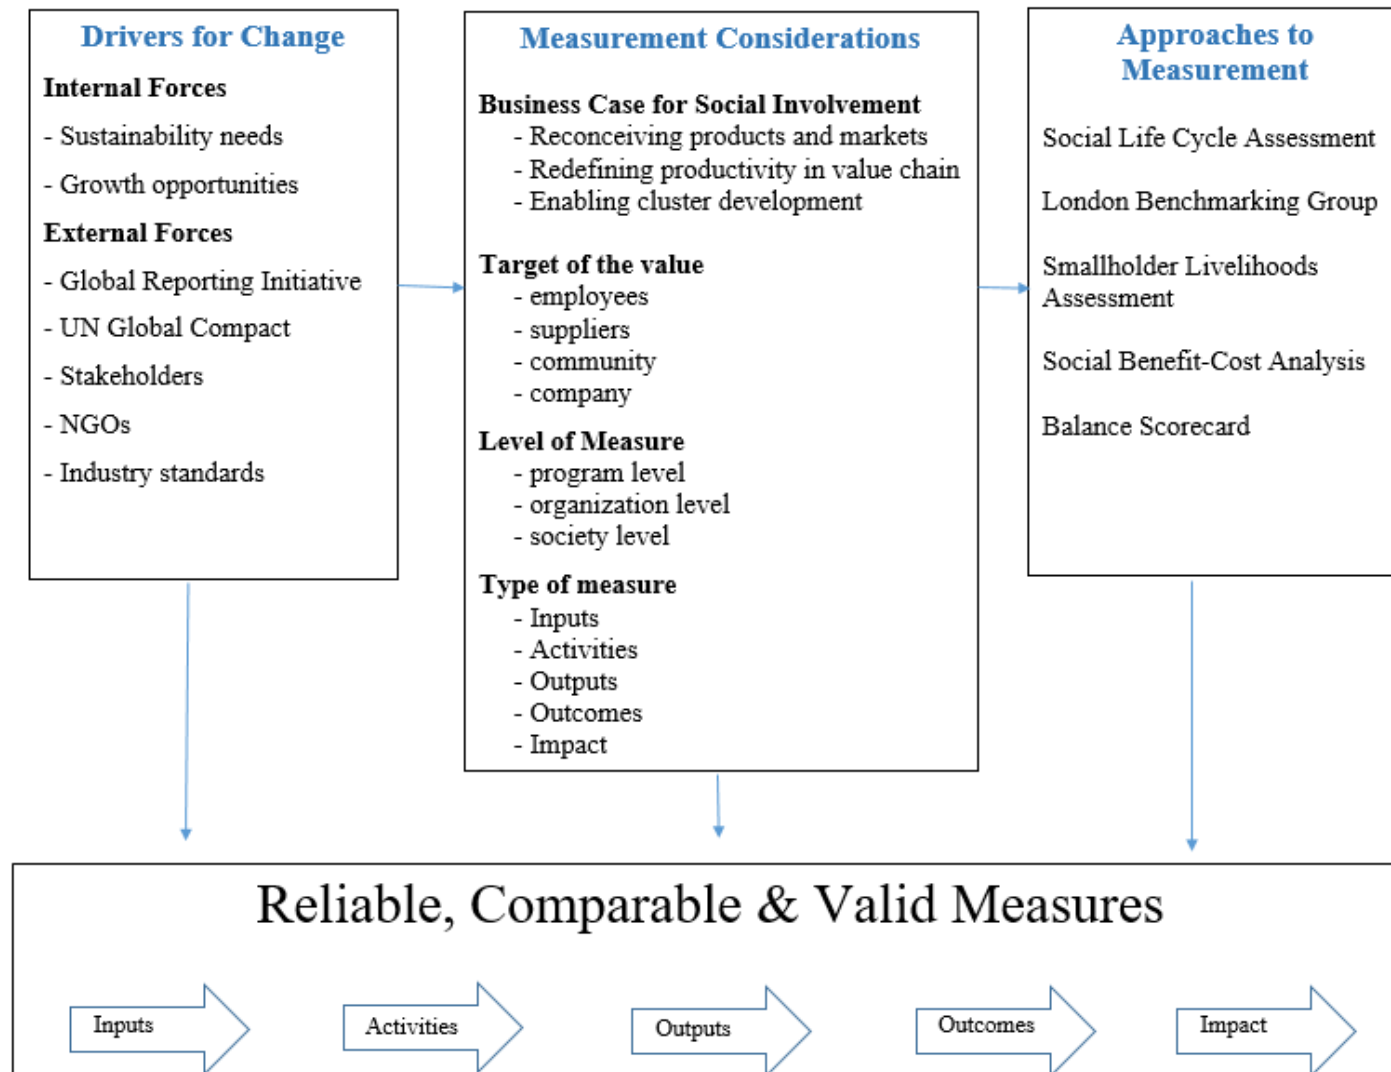 Drivers for Change
Internal Forces
- Sustainability needs
- Growth opportunities
External Forces
- Global Reporting Initiative
- UN Global Compact
- Stakeholders
- NGOs
- Industry standards
Measurement Considerations
Business Case for Social Involvement
- Reconceiving products and markets
- Redefining productivity in value chain
- Enabling cluster development
Target of the value
- employees
- suppliers
- community
- company
Level of Measure
- program level
- organization level
- society level
Type of measure
- Inputs
- Activities
- Outputs
- Outcomes
- Impact
Approaches to
Measurement
Social Life Cycle Assessment
London Benchmarking Group
Smallholder Livelihoods
Assessment
Social Benefit-Cost Analysis
Balance Scorecard
Reliable, Comparable & Valid Measures
Inputs
Activities
Outputs
Outcomes
Impact